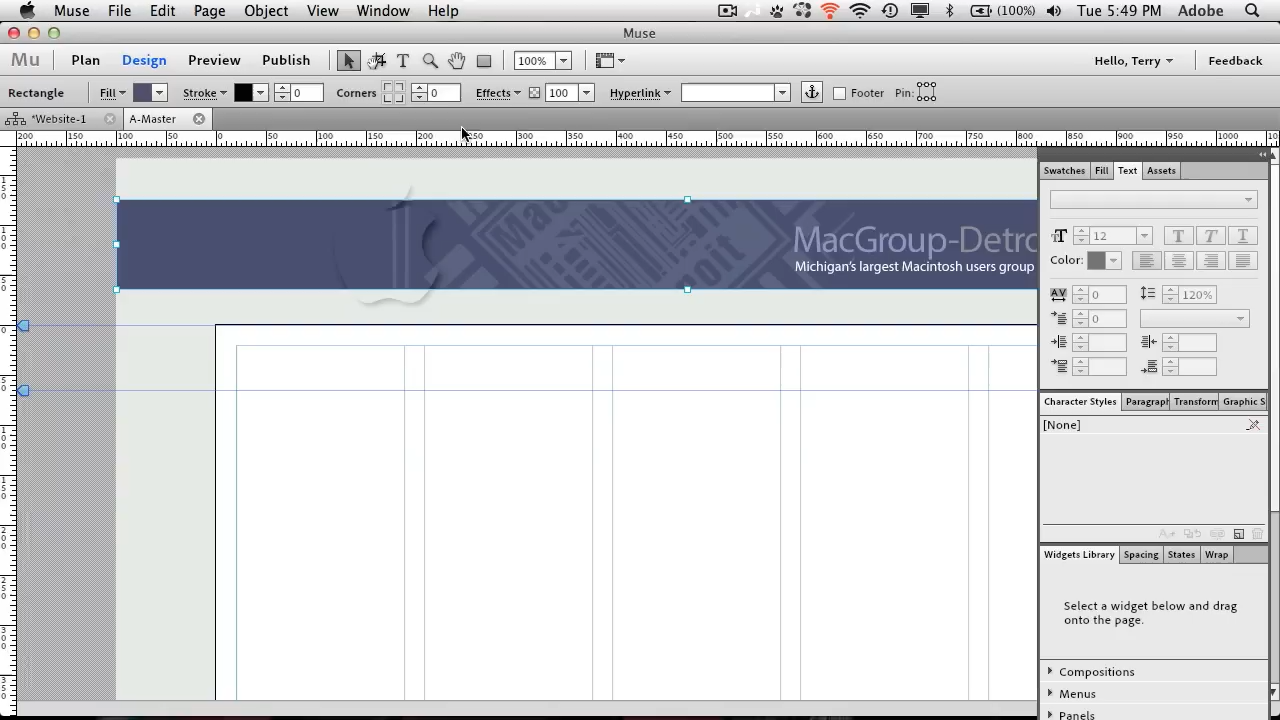 Muse File Edit Page Object View Window Help (100%) Tue 5:49 PM Adobe
Muse
Mu Plan Design Preview Publish T 100% Hello, Terry Feedback
Rectangle Fill Stroke 0 Corners 0 Effects 100 Hyperlink Footer Pin:
*Website-1 A-Master
200 150 100 50 0 50 100 150 200 250 300 350 400 450 500 550 600 650 700 750 800 850 900 950 1000 10
Swatches Fill Text Assets
12 T T T
Color:
AV 0 120%
0
MacGroup-Detro
Michigan's largest Macintosh users group
Character Styles Paragraph Transform Graphic S
[None]
Widgets Library Spacing States Wrap
Select a widget below and drag
onto the page.
Compositions
Menus
Panels